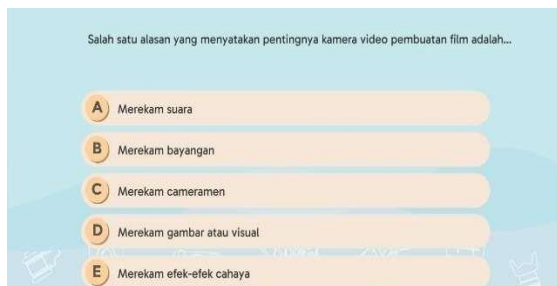 Salah satu alasan yang menyatakan pentingnya kamera video pembuatan film adalah...
A Merekam suara
B Merekam bayangan
C Merekam cameramen
D Merekam gambar atau visual
E Merekam efek-efek cahaya